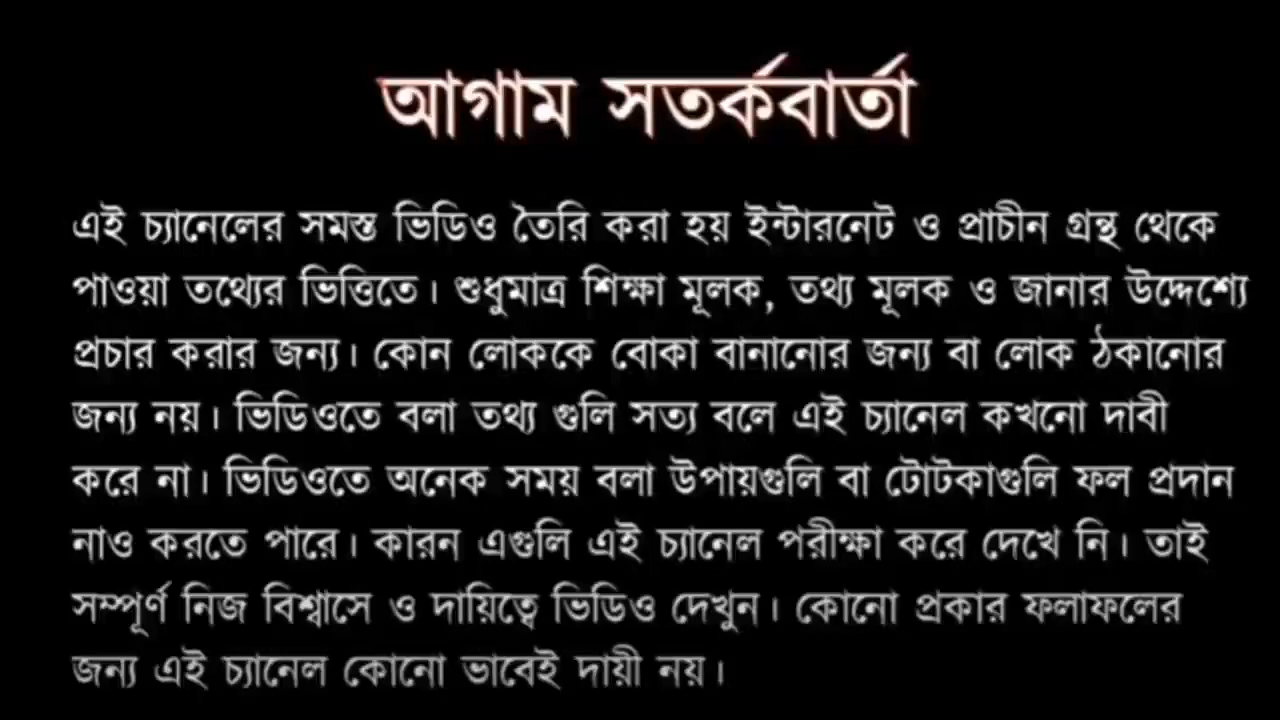 আগাম সতর্কবার্তা
এই চ্যানেলের সমস্ত ভিডিও তৈরি করা হয় ইন্টারনেট ও প্রাচীন গ্রন্থ থেকে
পাওয়া তথ্যের ভিত্তিতে। শুধুমাত্র শিক্ষা মূলক, তথ্য মূলক ও জানার উদ্দেশ্যে
প্রচার করার জন্য। কোন লোককে বোকা বানানোর জন্য বা লোক ঠকানোর
জন্য নয়। ভিডিওতে বলা তথ্য গুলি সত্য বলে এই চ্যানেল কখনো দাবী
করে না। ভিডিওতে অনেক সময় বলা উপায়গুলি বা টোটকাগুলি ফল প্রদান
নাও করতে পারে। কারন এগুলি এই চ্যানেল পরীক্ষা করে দেখে নি। তাই
সম্পূর্ণ নিজ বিশ্বাসে ও দায়িত্বে ভিডিও দেখুন। কোনো প্রকার ফলাফলের
জন্য এই চ্যানেল কোনো ভাবেই দায়ী নয়।